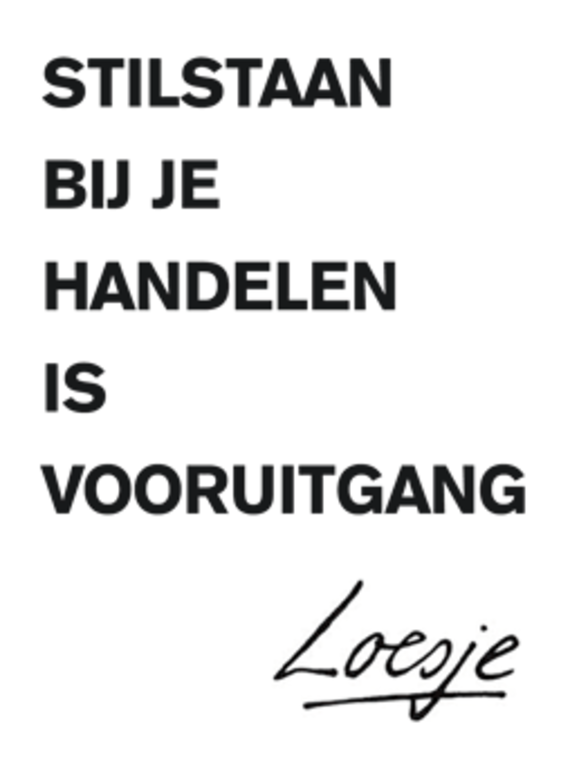 STILSTAAN
BIJ JE
HANDELEN
IS
VOORUITGANG
Loesje